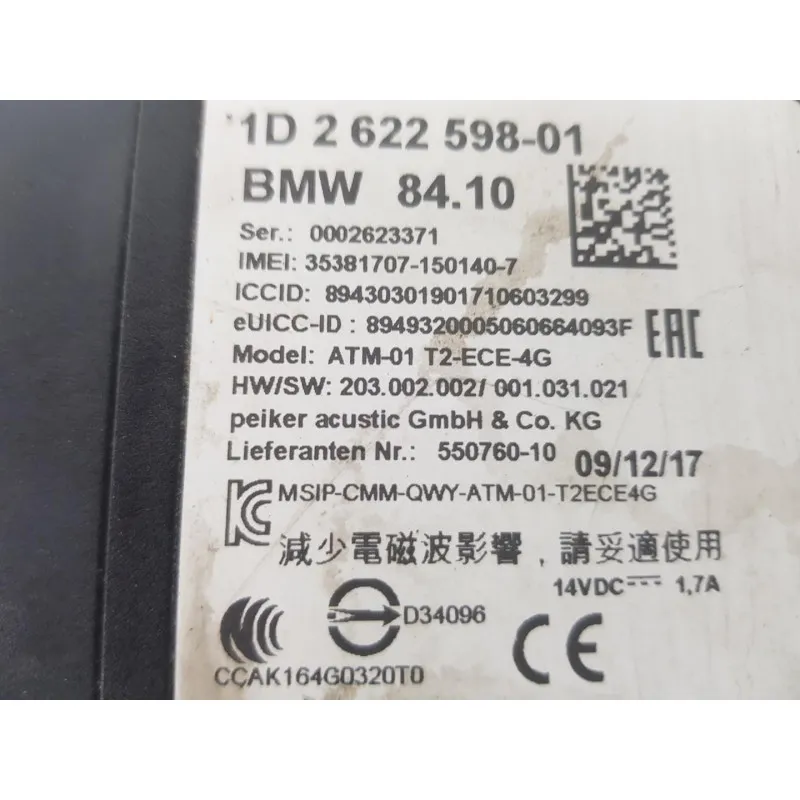 1D 2 622 598-01
BMW 84.10
Ser.: 0002623371
IMEI: 35381707-150140-7
ICCID: 89430301901710603299
eUICC-ID : 8949320005060664093F
EAC
Model: ATM-01 T2-ECE-4G
HW/SW: 203.002.002/ 001.031.021
peiker acustic GmbH & Co. KG
Lieferanten Nr.: 550760-10 09/12/17
MSIP-CMM-QWY-ATM-01-T2ECE4G
減少電磁波影響，請妥適使用
14VDC 1,7A
D34096
CE
CCAK164G0320T0